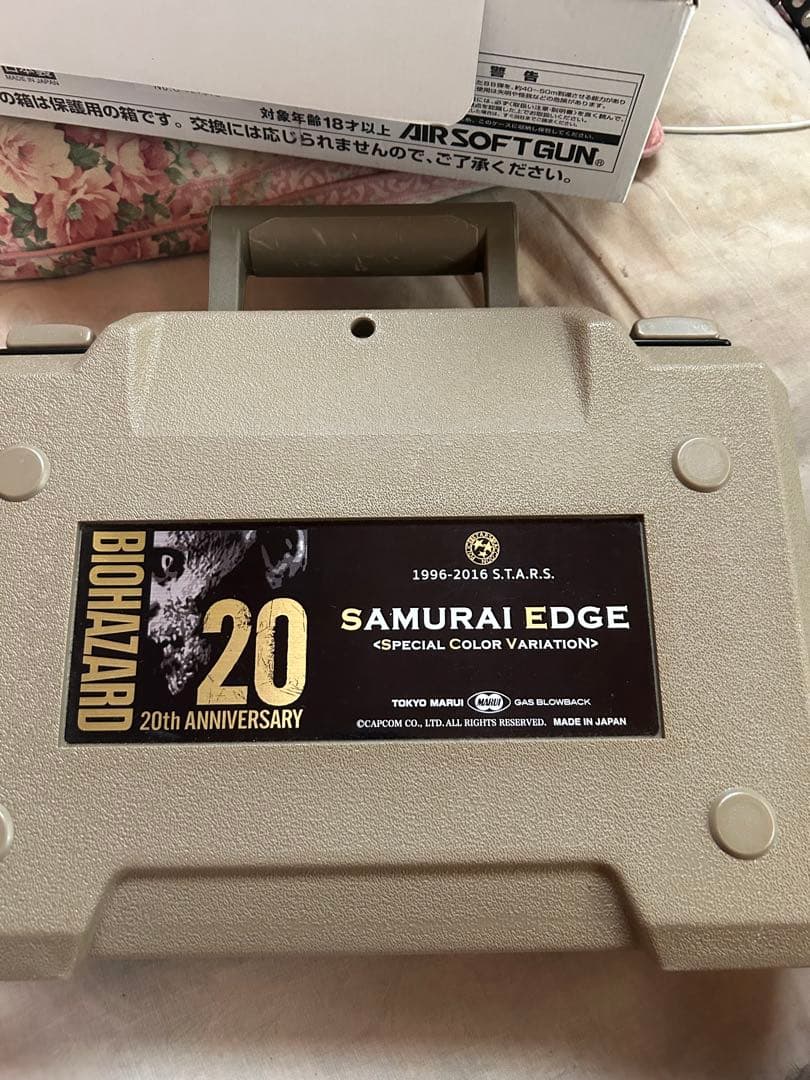 MADE IN JAPAN
警告
の箱は保護用の箱です。交換には応じられませんので、ご了承ください。
対象年齢18才以上 AIRSOFTGUN®
BIOHAZARD
20
20th ANNIVERSARY
1996-2016 S.T.A.R.S.
SAMURAI EDGE
<SPECIAL COLOR VARIATION>
TOKYO MARUI MARUI GAS BLOWBACK
©CAPCOM CO., LTD. ALL RIGHTS RESERVED. MADE IN JAPAN